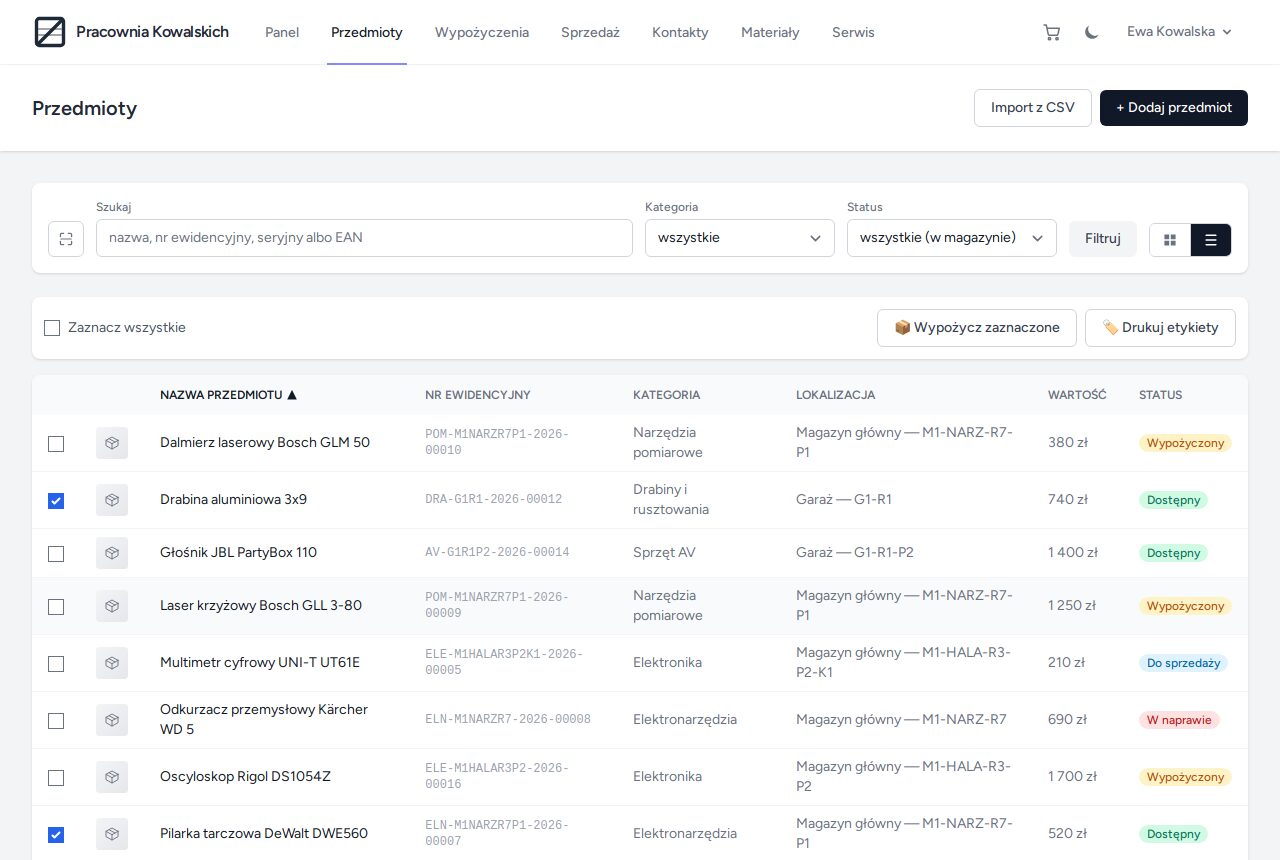 Pracownia Kowalskich
Panel
Przedmioty
Wypożyczenia
Sprzedaż
Kontakty
Materiały
Serwis
Ewa Kowalska
Przedmioty
Import z CSV
+ Dodaj przedmiot
Szukaj
nazwa, nr ewidencyjny, seryjny albo EAN
Kategoria
wszystkie
Status
wszystkie (w magazynie)
Filtruj
Zaznacz wszystkie
Wypożycz zaznaczone
Drukuj etykiety
NAZWA PRZEDMIOTU ▲
NR EWIDENCYJNY
KATEGORIA
LOKALIZACJA
WARTOŚĆ
STATUS
Dalmierz laserowy Bosch GLM 50
POM-M1NARZR7P1-2026-
00010
Narzędzia
pomiarowe
Magazyn główny — M1-NARZ-R7-
P1
380 zł
Wypożyczony
Drabina aluminiowa 3x9
DRA-G1R1-2026-00012
Drabiny i
rusztowania
Garaż — G1-R1
740 zł
Dostępny
Głośnik JBL PartyBox 110
AV-G1R1P2-2026-00014
Sprzęt AV
Garaż — G1-R1-P2
1 400 zł
Dostępny
Laser krzyżowy Bosch GLL 3-80
POM-M1NARZR7P1-2026-
00009
Narzędzia
pomiarowe
Magazyn główny — M1-NARZ-R7-
P1
1 250 zł
Wypożyczony
Multimetr cyfrowy UNI-T UT61E
ELE-M1HALAR3P2K1-2026-
00005
Elektronika
Magazyn główny — M1-HALA-R3-
P2-K1
210 zł
Do sprzedaży
Odkurzacz przemysłowy Kärcher
WD 5
ELN-M1NARZR7-2026-00008
Elektronarzędzia
Magazyn główny — M1-NARZ-R7
690 zł
W naprawie
Oscyloskop Rigol DS1054Z
ELE-M1HALAR3P2-2026-
00016
Elektronika
Magazyn główny — M1-HALA-R3-
P2
1 700 zł
Wypożyczony
Pilarka tarczowa DeWalt DWE560
ELN-M1NARZR7P1-2026-
00007
Elektronarzędzia
Magazyn główny — M1-NARZ-R7-
P1
520 zł
Dostępny